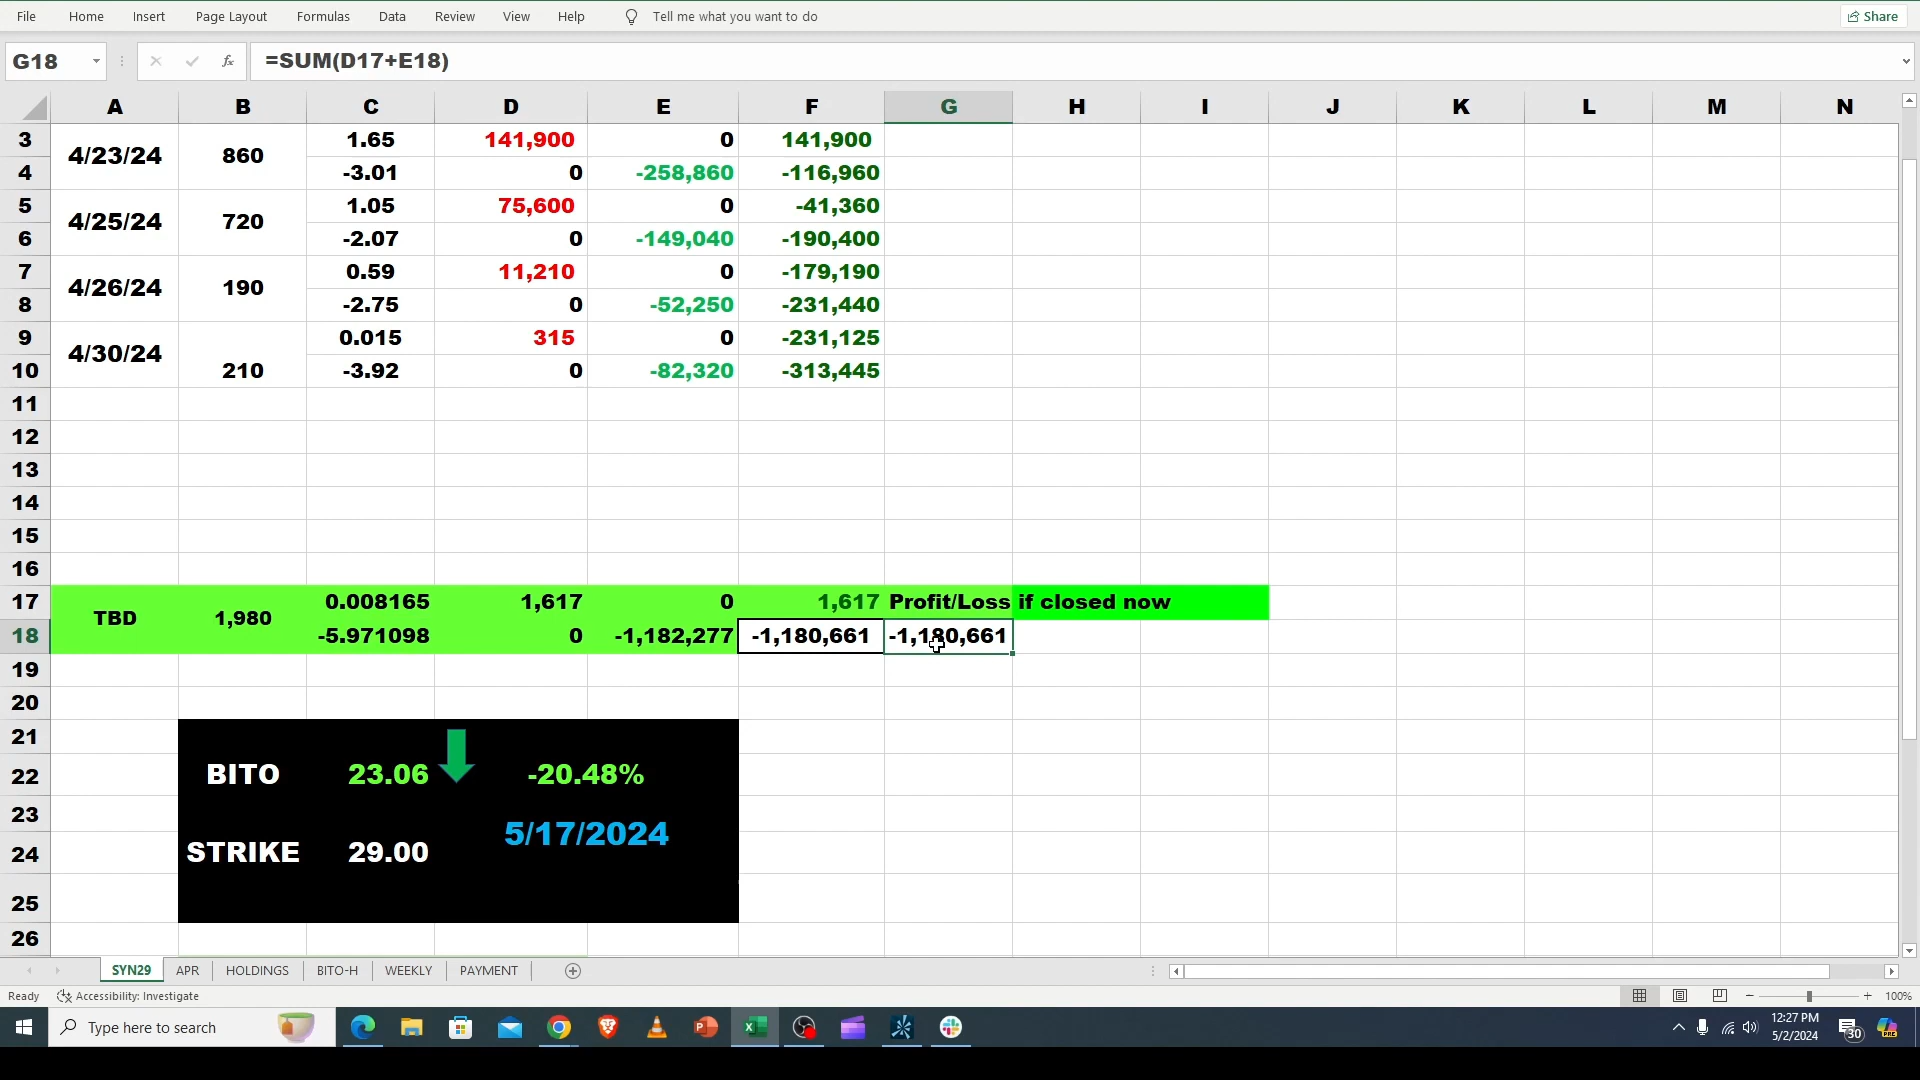 File Home Insert Page Layout Formulas Data Review View Help Tell me what you want to do Share
G18 fx =SUM(D17+E18)
A B C D E F G H I J K L M N
3 4/23/24 860 1.65 141,900 0 141,900
4 -3.01 0 -258,860 -116,960
5 4/25/24 720 1.05 75,600 0 -41,360
6 -2.07 0 -149,040 -190,400
7 4/26/24 190 0.59 11,210 0 -179,190
8 -2.75 0 -52,250 -231,440
9 4/30/24 0.015 315 0 -231,125
10 210 -3.92 0 -82,320 -313,445
11
12
13
14
15
16
17 TBD 1,980 0.008165 1,617 0 1,617 Profit/Loss if closed now
18 -5.971098 0 -1,182,277 -1,180,661 -1,180,661
19
20
21
22 BITO 23.06 -20.48%
23 5/17/2024
24 STRIKE 29.00
25
26
SYN29 APR HOLDINGS BITO-H WEEKLY PAYMENT
Ready Accessibility: Investigate 100%
Type here to search 12:27 PM
5/2/2024 30 PRE